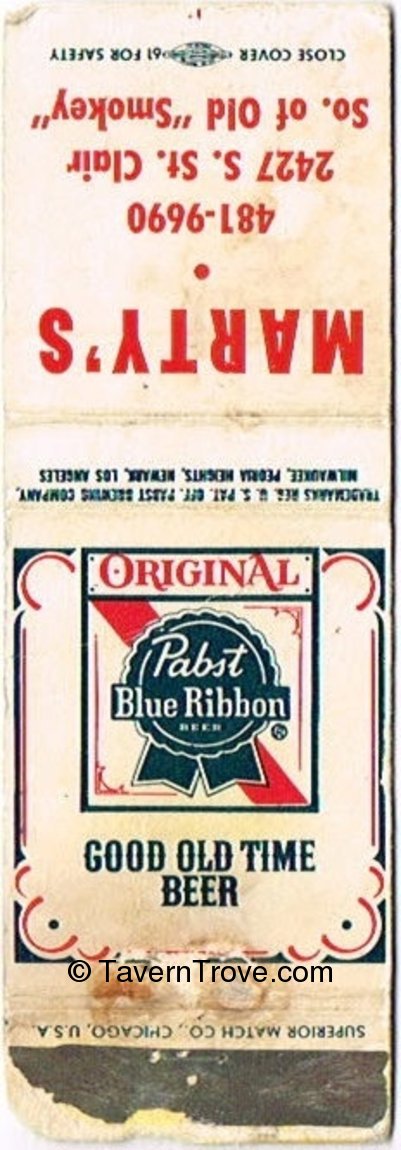 CLOSE COVER FOR SAFETY
So. of Old "Smokey"
2427 S. St. Clair
481-9690
•
MARTY'S
TRADEMARKS REG. U. S. PAT. OFF. PABST BREWING COMPANY,
MILWAUKEE, PEORIA HEIGHTS, NEWARK, LOS ANGELES
ORIGINAL
Pabst
Blue Ribbon
BEER
®
GOOD OLD TIME
BEER
© TavernTrove.com
SUPERIOR MATCH CO., CHICAGO, U.S.A.